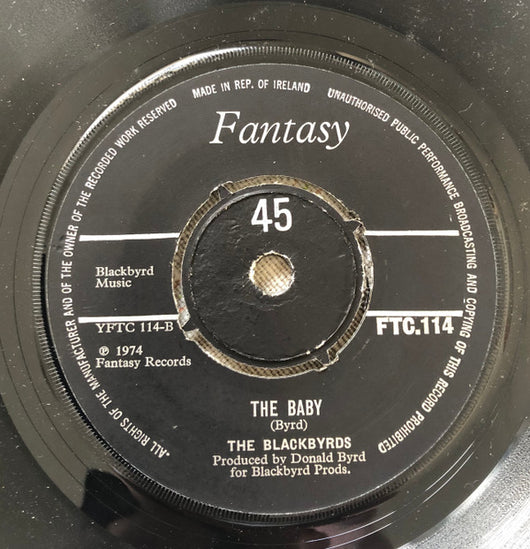 ALL RIGHTS OF THE MANUFACTURER AND OF THE OWNER OF THE RECORDED WORK RESERVED
MADE IN REP. OF IRELAND
UNAUTHORISED PUBLIC PERFORMANCE BROADCASTING AND COPYING OF THIS RECORD PROHIBITED
Fantasy
45
Blackbyrd
Music
YFTC 114-B
FTC.114
℗ 1974
Fantasy Records
THE BABY
(Byrd)
THE BLACKBYRDS
Produced by Donald Byrd
for Blackbyrd Prods.